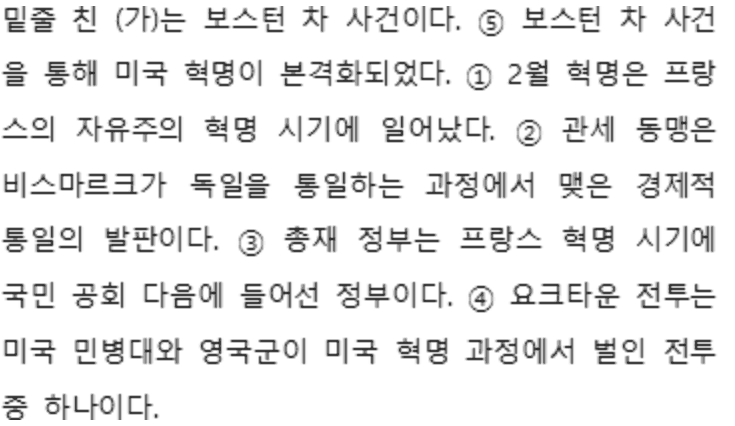 밑줄 친 (가)는 보스턴 차 사건이다. ⑤ 보스턴 차 사건
을 통해 미국 혁명이 본격화되었다. ① 2월 혁명은 프랑
스의 자유주의 혁명 시기에 일어났다. ② 관세 동맹은
비스마르크가 독일을 통일하는 과정에서 맺은 경제적
통일의 발판이다. ③ 총재 정부는 프랑스 혁명 시기에
국민 공회 다음에 들어선 정부이다. ④ 요크타운 전투는
미국 민병대와 영국군이 미국 혁명 과정에서 벌인 전투
중 하나이다.